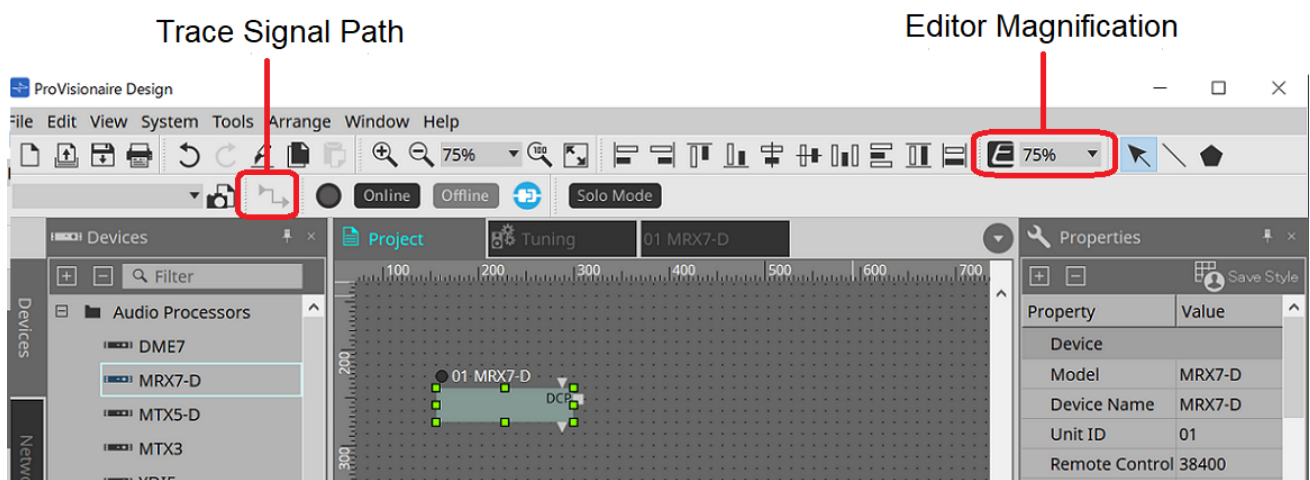 Trace Signal Path
Editor Magnification
ProVisionaire Design
File Edit View System Tools Arrange Window Help
75%
100
75%
Online Offline Solo Mode
Devices
Project
Tuning
01 MRX7-D
Properties
Filter
100 200 300 400 500 600 700
Save Style
Devices
Audio Processors
Property Value
Device
DME7
200
01 MRX7-D
MRX7-D
Model MRX7-D
DCP
Device Name MRX7-D
MTX5-D
Unit ID 01
MTX3
300
Remote Control 38400